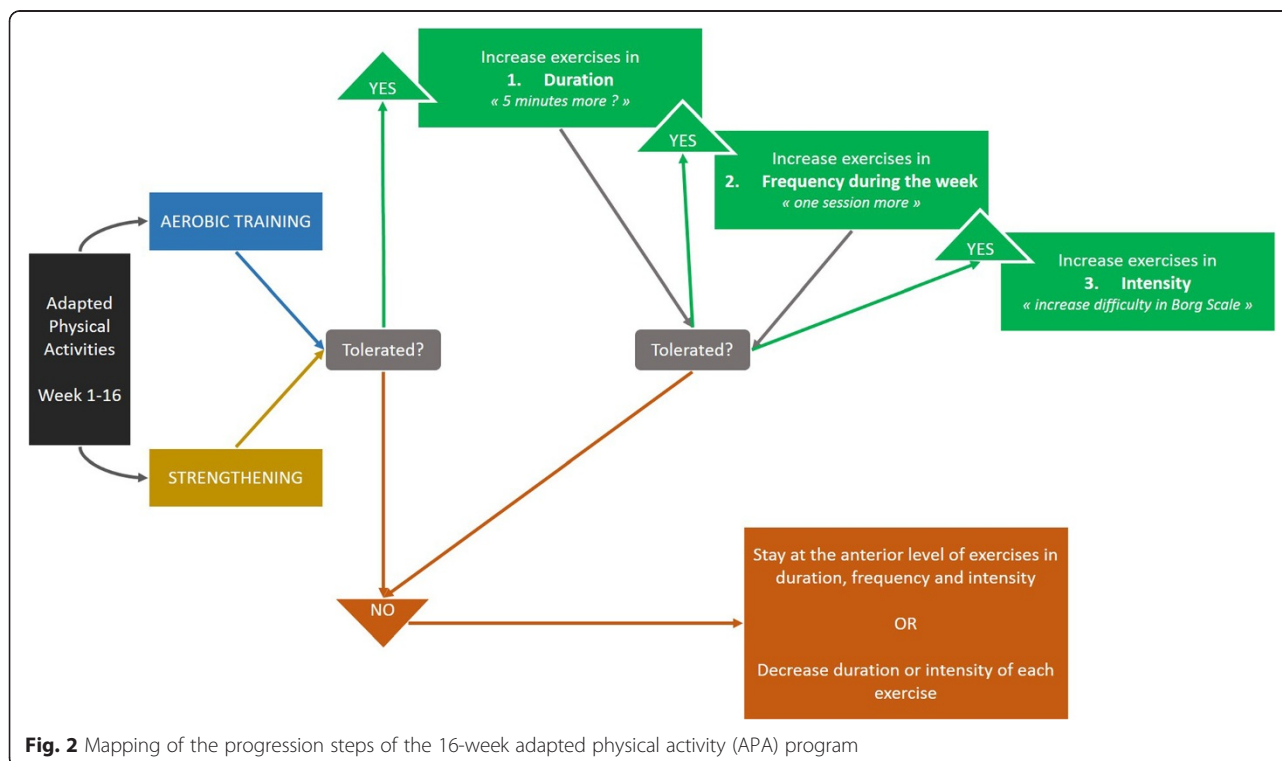 YES
Increase exercises in
1. Duration
« 5 minutes more ? »
YES
Increase exercises in
2. Frequency during the week
« one session more »
YES
Increase exercises in
3. Intensity
« increase difficulty in Borg Scale »
AEROBIC TRAINING
Adapted
Physical
Activities
Week 1-16
Tolerated?
Tolerated?
STRENGTHENING
NO
Stay at the anterior level of exercises in
duration, frequency and intensity
OR
Decrease duration or intensity of each
exercise
Fig. 2 Mapping of the progression steps of the 16-week adapted physical activity (APA) program